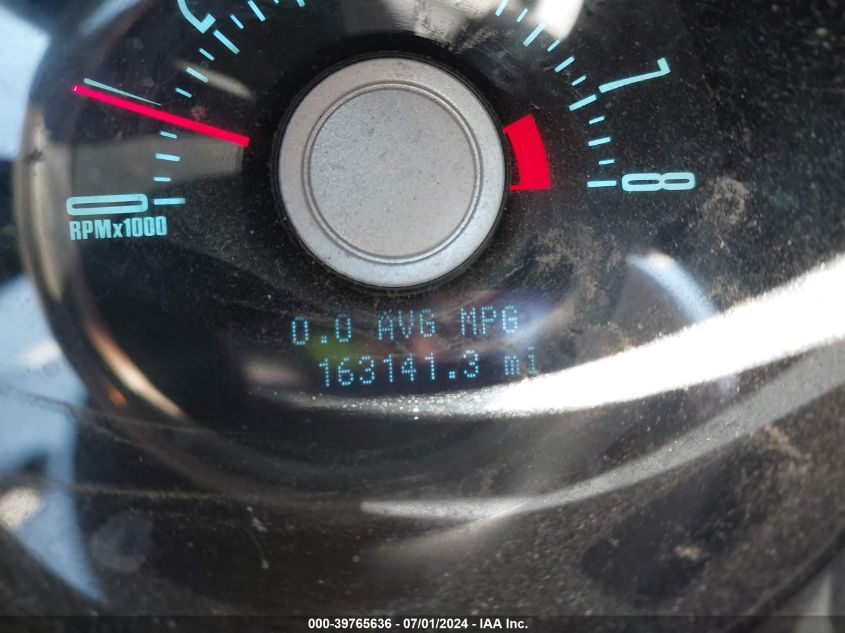 7
0
8
RPMx1000
0.0 AVG MPG
163141.3 mi
000-39765636 - 07/01/2024 - IAA Inc.